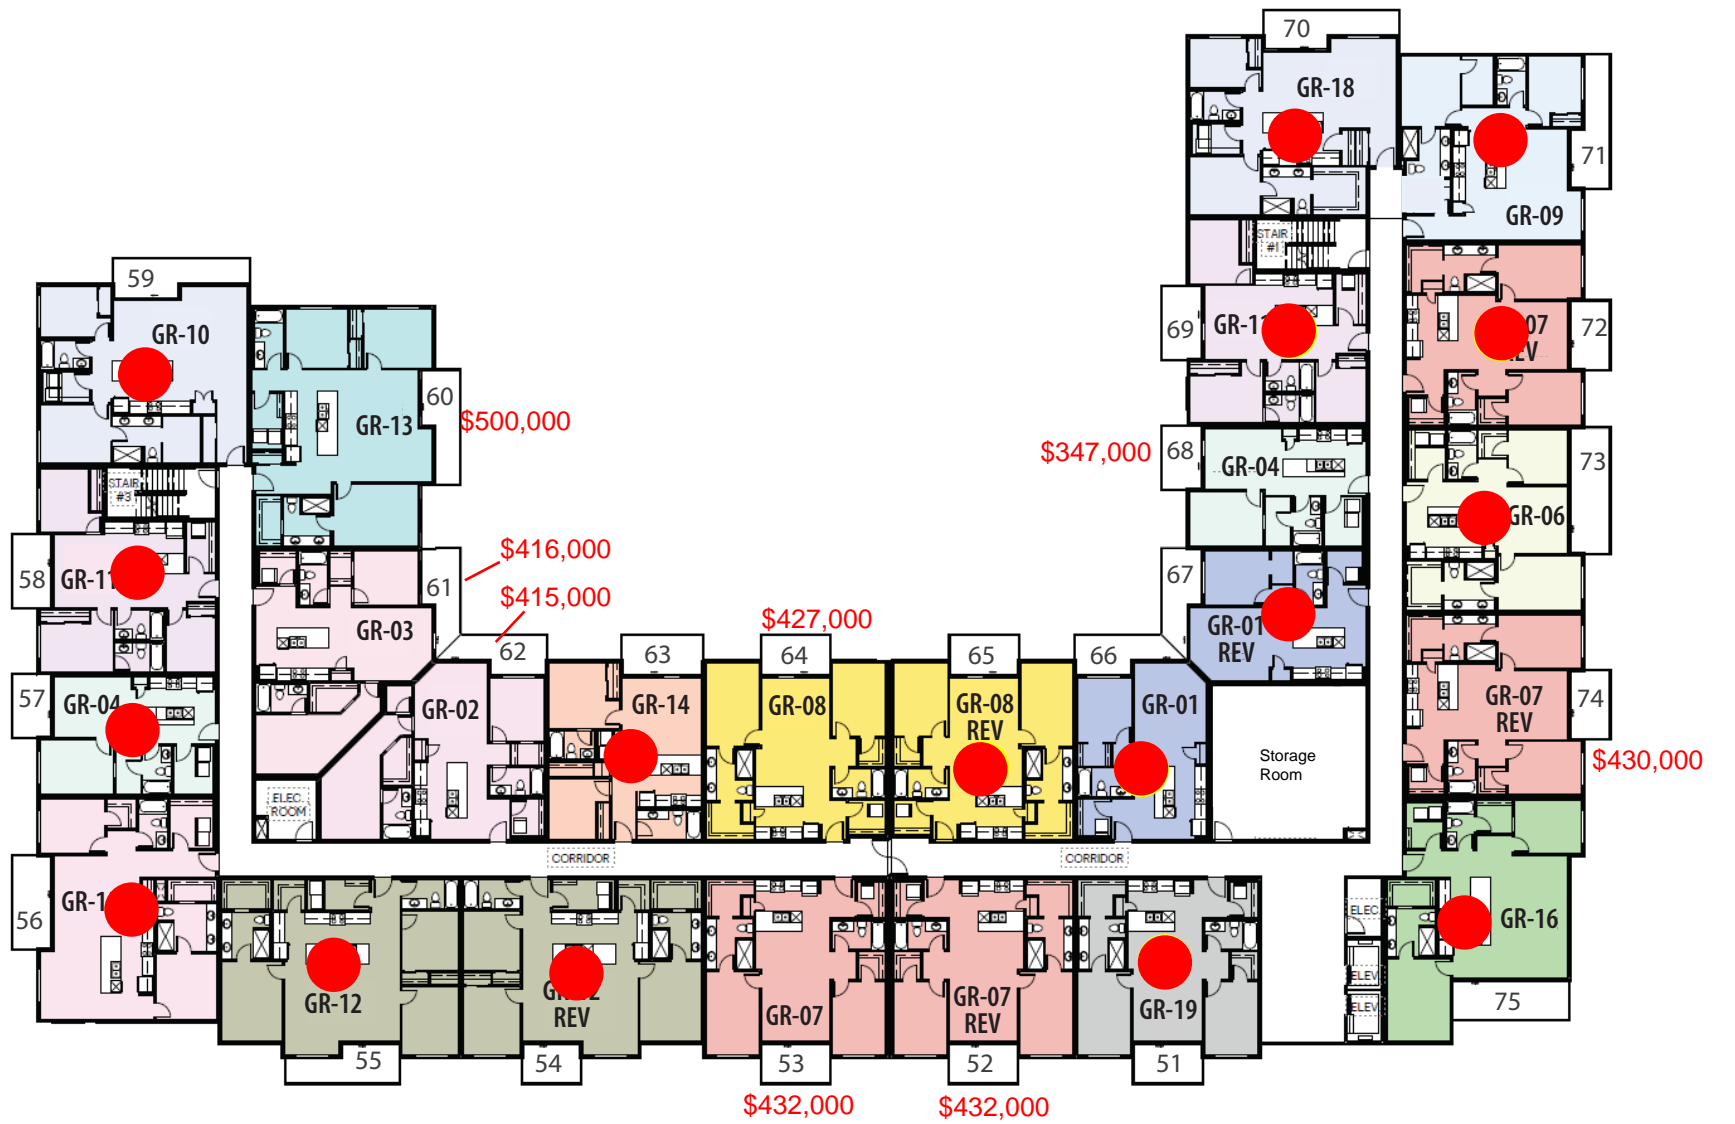 70
GR-18
71
GR-09
STAIR
#1
59
GR-10
69
GR-1
72
07
REV
60
$500,000
GR-13
$347,000
68
GR-04
73
GR-06
STAIR
#3
58
GR-11
61
$416,000
$415,000
GR-03
62
67
GR-01
REV
$427,000
63
64
65
66
57
GR-04
GR-02
GR-14
GR-08
GR-08
REV
GR-01
GR-07
REV
74
$430,000
Storage
Room
ELEC.
ROOM
CORRIDOR
CORRIDOR
56
GR-1
GR-12
REV
GR-07
GR-07
REV
GR-19
ELEC.
ELEV
ELEV
GR-16
75
55
54
53
52
51
$432,000
$432,000